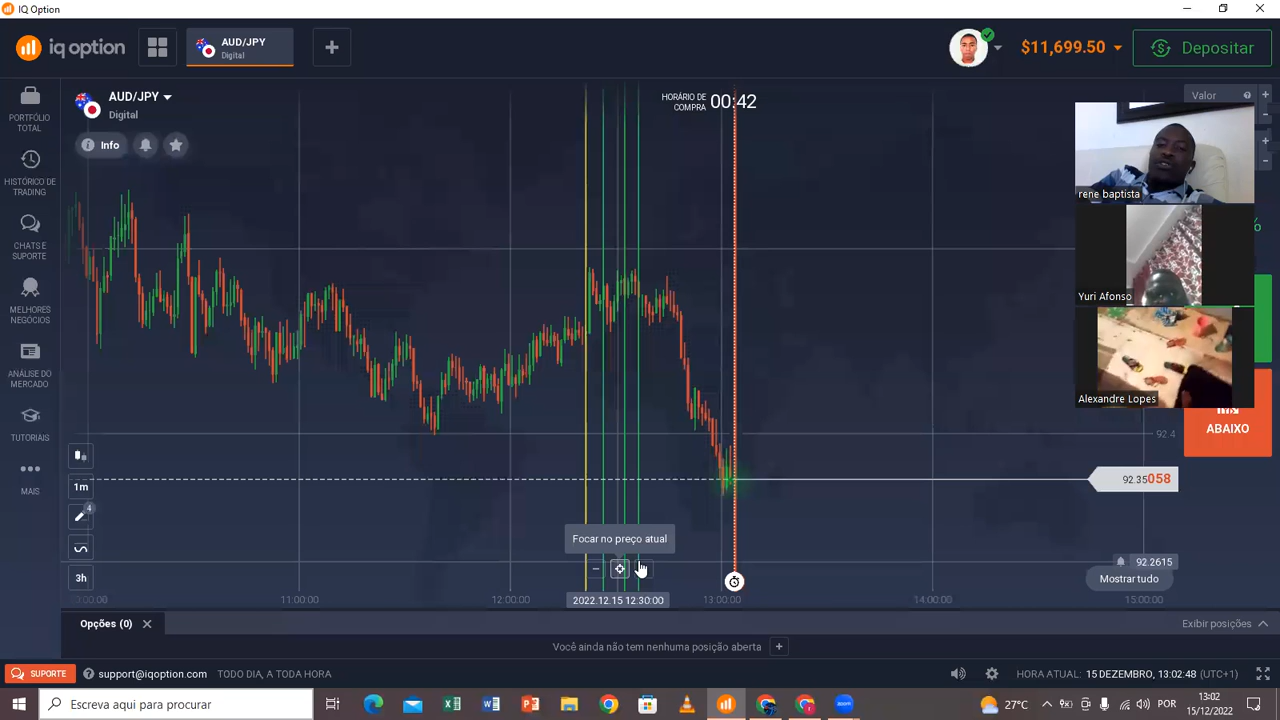 IQ Option
iq option
AUD/JPY
Digital
$11,699.50
Depositar
AUD/JPY
Digital
Info
HORÁRIO DE
COMPRA
00:42
Valor
rene baptista
Yuri Afonso
%
Alexandre Lopes
ABAIXO
92.4
92.35058
92.2615
Mostrar tudo
PORTFÓLIO
TOTAL
HISTÓRICO DE
TRADING
CHATS E
SUPORTE
MELHORES
NEGÓCIOS
ANÁLISE DO
MERCADO
TUTORIAIS
MAIS
1m
4
3h
Focar no preço atual
2022.12.15 12:30:00
11:00:00
12:00:00
13:00:00
14:00:00
15:00:00
Opções (0)
Exibir posições
Você ainda não tem nenhuma posição aberta
SUPORTE
support@iqoption.com
TODO DIA, A TODA HORA
HORA ATUAL: 15 DEZEMBRO, 13:02:48 (UTC+1)
Escreva aqui para procurar
27°C
POR
13:02
15/12/2022